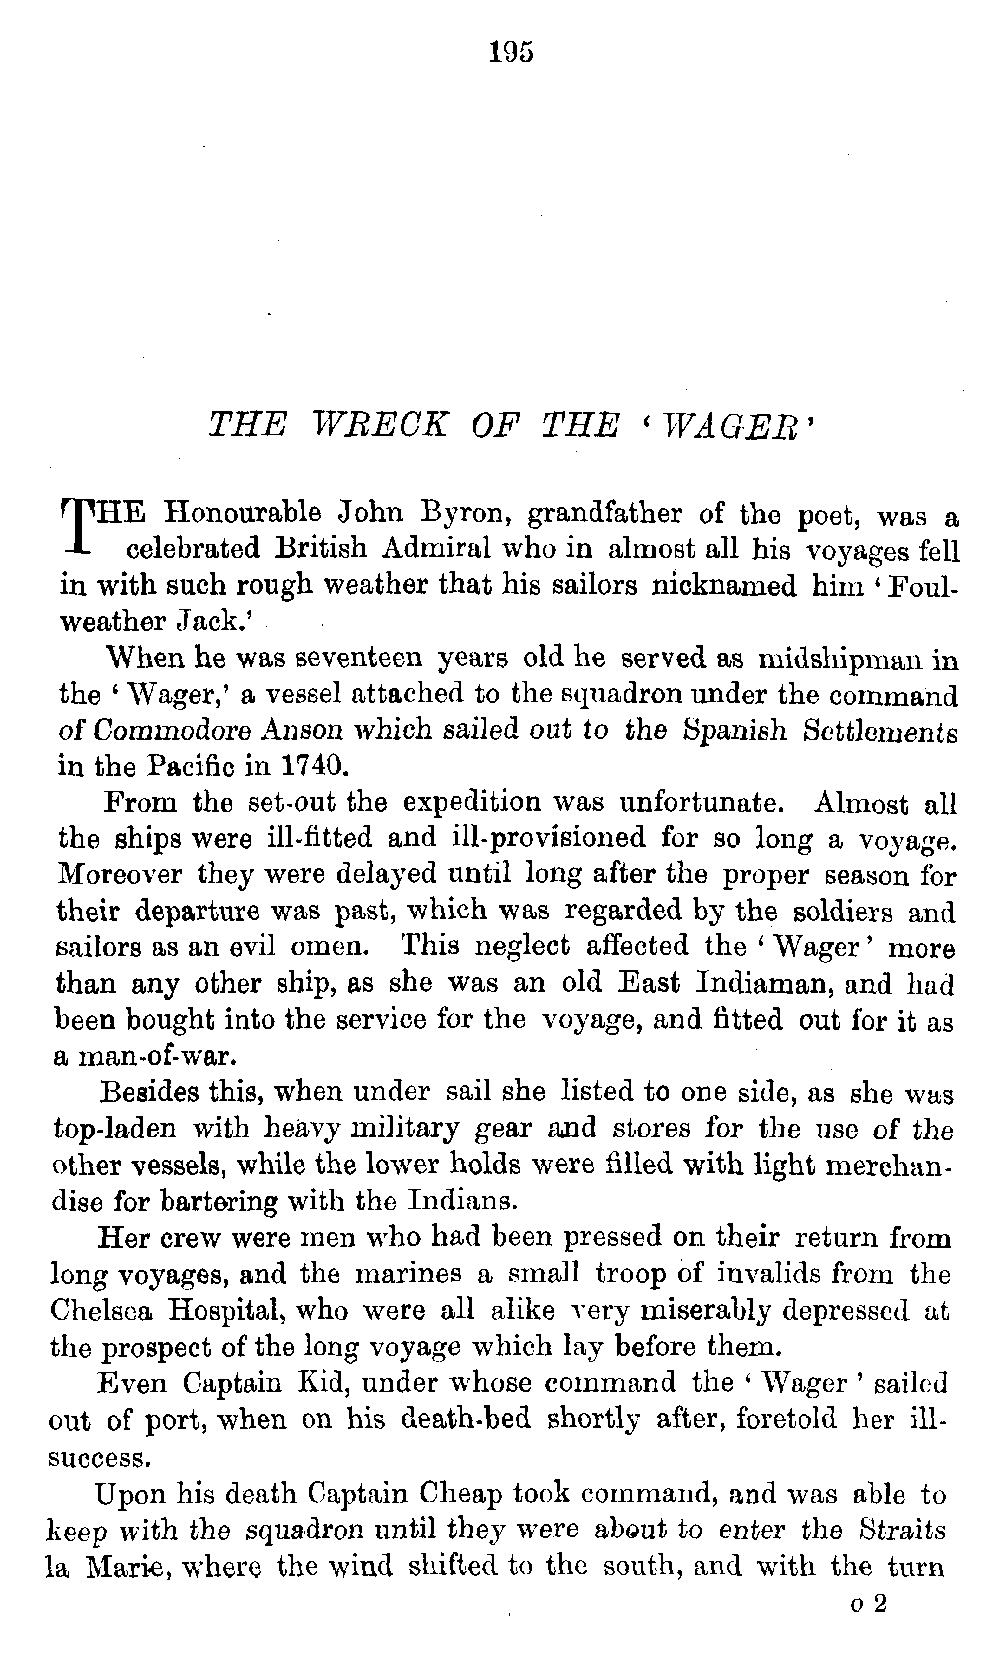 195
THE WRECK OF THE ‘WAGER’
THE Honourable John Byron, grandfather of the poet, was a
celebrated British Admiral who in almost all his voyages fell
in with such rough weather that his sailors nicknamed him ‘Foul-
weather Jack.’
When he was seventeen years old he served as midshipman in
the ‘Wager,’ a vessel attached to the squadron under the command
of Commodore Anson which sailed out to the Spanish Settlements
in the Pacific in 1740.
From the set-out the expedition was unfortunate. Almost all
the ships were ill-fitted and ill-provisioned for so long a voyage.
Moreover they were delayed until long after the proper season for
their departure was past, which was regarded by the soldiers and
sailors as an evil omen. This neglect affected the ‘Wager’ more
than any other ship, as she was an old East Indiaman, and had
been bought into the service for the voyage, and fitted out for it as
a man-of-war.
Besides this, when under sail she listed to one side, as she was
top-laden with heavy military gear and stores for the use of the
other vessels, while the lower holds were filled with light merchan-
dise for bartering with the Indians.
Her crew were men who had been pressed on their return from
long voyages, and the marines a small troop of invalids from the
Chelsea Hospital, who were all alike very miserably depressed at
the prospect of the long voyage which lay before them.
Even Captain Kid, under whose command the ‘Wager’ sailed
out of port, when on his death-bed shortly after, foretold her ill-
success.
Upon his death Captain Cheap took command, and was able to
keep with the squadron until they were about to enter the Straits
la Marie, where the wind shifted to the south, and with the turn
o 2